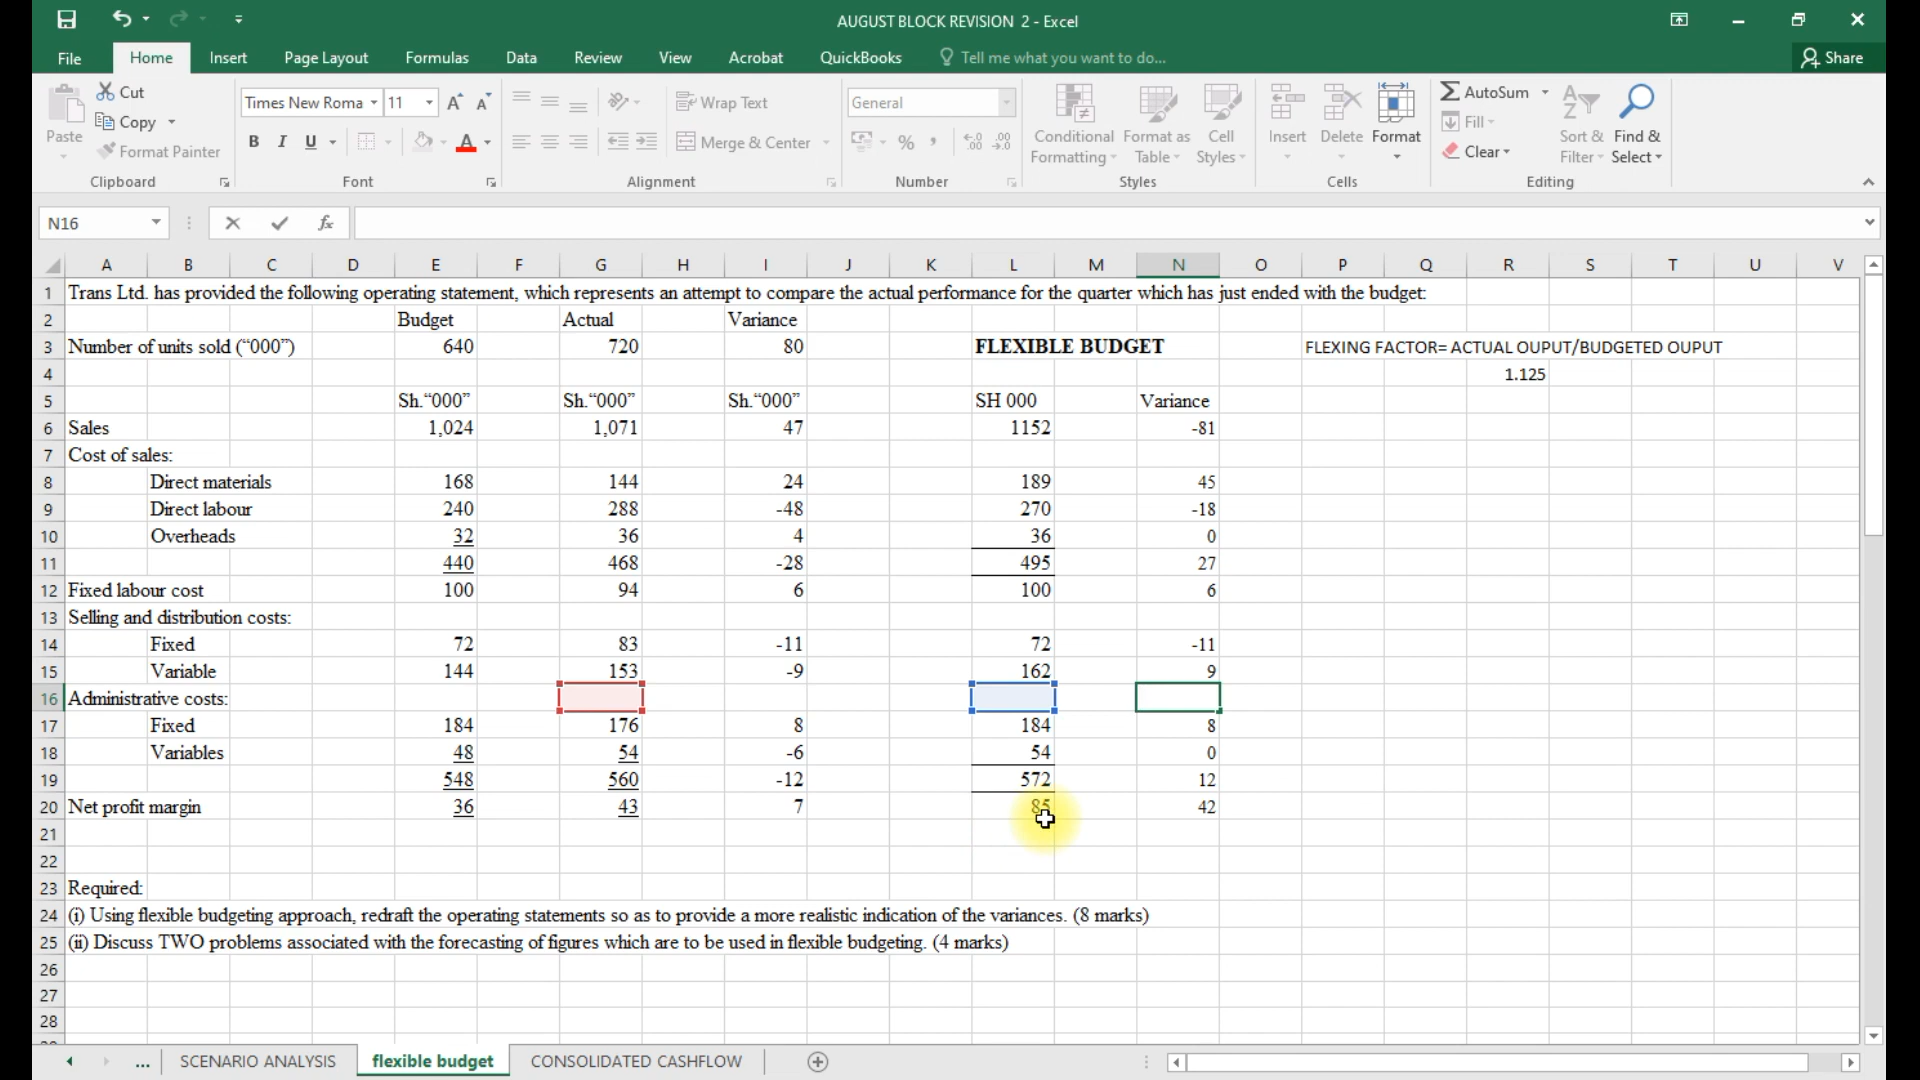 AUGUST BLOCK REVISION 2 - Excel
File Home Insert Page Layout Formulas Data Review View Acrobat QuickBooks Tell me what you want to do... Share
Paste
Cut
Copy
Format Painter
Clipboard
Times New Roma 11
B I U
Font
Wrap Text
Merge & Center
Alignment
General
%
Number
Conditional Formatting
Format as Table
Cell Styles
Styles
Insert Delete Format
Cells
AutoSum
Fill
Clear
Sort & Filter
Find & Select
Editing
N16 fx
A B C D E F G H I J K L M N O P Q R S T U V
1 Trans Ltd. has provided the following operating statement, which represents an attempt to compare the actual performance for the quarter which has just ended with the budget:
2 Budget Actual Variance
3 Number of units sold (“000”) 640 720 80 FLEXIBLE BUDGET FLEXING FACTOR= ACTUAL OUPUT/BUDGETED OUPUT
4 1.125
5 Sh.“000” Sh.“000” Sh.“000” SH 000 Variance
6 Sales 1,024 1,071 47 1152 -81
7 Cost of sales:
8 Direct materials 168 144 24 189 45
9 Direct labour 240 288 -48 270 -18
10 Overheads 32 36 4 36 0
11 440 468 -28 495 27
12 Fixed labour cost 100 94 6 100 6
13 Selling and distribution costs:
14 Fixed 72 83 -11 72 -11
15 Variable 144 153 -9 162 9
16 Administrative costs:
17 Fixed 184 176 8 184 8
18 Variables 48 54 -6 54 0
19 548 560 -12 572 12
20 Net profit margin 36 43 7 85 42
21
22
23 Required:
24 (i) Using flexible budgeting approach, redraft the operating statements so as to provide a more realistic indication of the variances. (8 marks)
25 (ii) Discuss TWO problems associated with the forecasting of figures which are to be used in flexible budgeting. (4 marks)
26
27
28
... SCENARIO ANALYSIS flexible budget CONSOLIDATED CASHFLOW